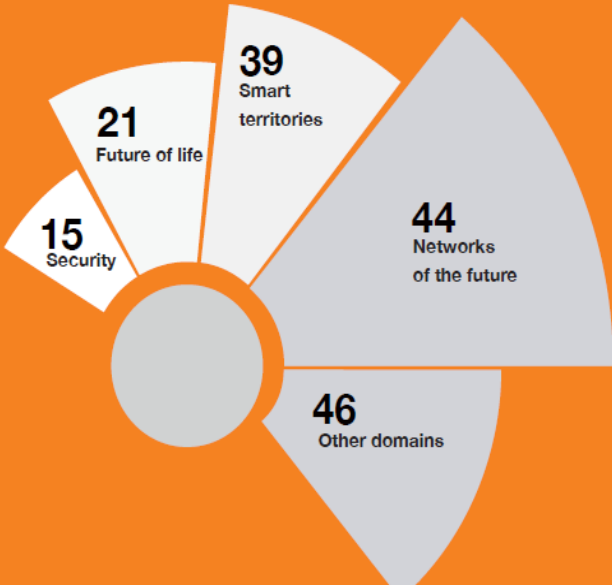 39
Smart
territories
21
Future of life
15
Security
44
Networks
of the future
46
Other domains